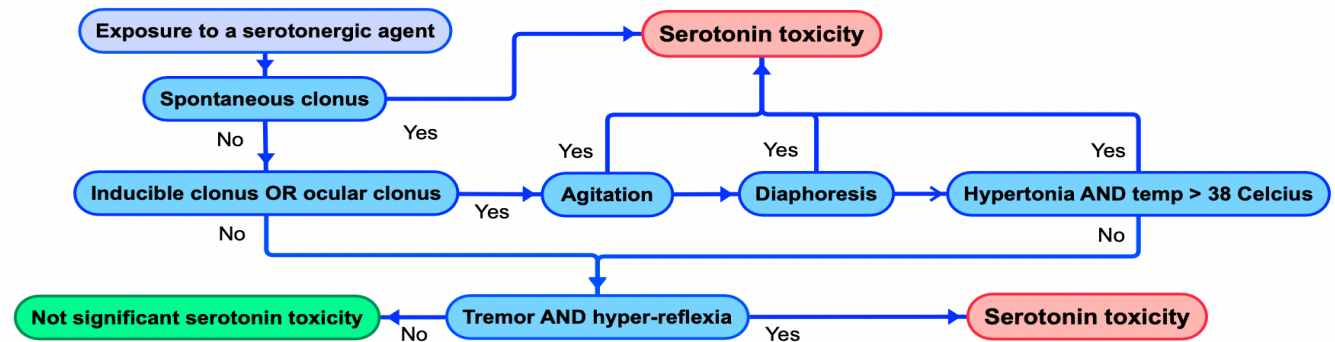 Exposure to a serotonergic agent
Serotonin toxicity
Spontaneous clonus
No
Yes
Yes
Yes
Yes
Inducible clonus OR ocular clonus
Yes
Agitation
Diaphoresis
Hypertonia AND temp > 38 Celcius
No
No
Not significant serotonin toxicity
No
Tremor AND hyper-reflexia
Yes
Serotonin toxicity